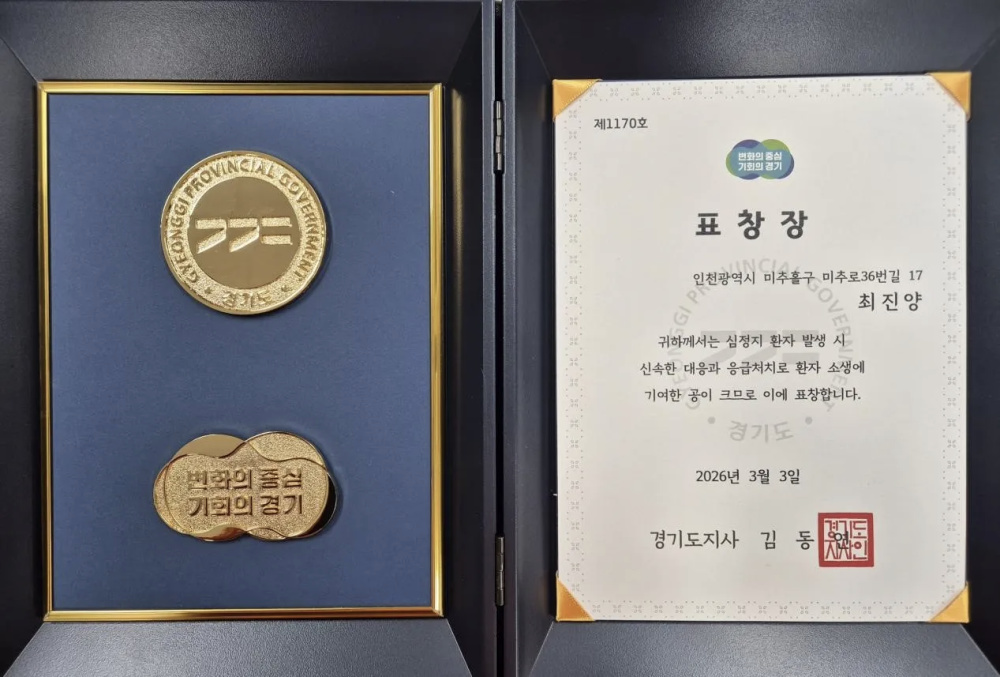 GYEONGGI PROVINCIAL GOVERNMENT
경기도
변화의 중심
기회의 경기
제1170호
변화의 중심
기회의 경기
표창장
인천광역시 미추홀구 미추로36번길 17
최진양
귀하께서는 심정지 환자 발생 시
신속한 대응과 응급처치로 환자 소생에
기여한 공이 크므로 이에 표창합니다.
GYEONGGI PROVINCIAL GOVERNMENT
경기도
2026년 3월 3일
경기도지사 김동연
경기도
지사인